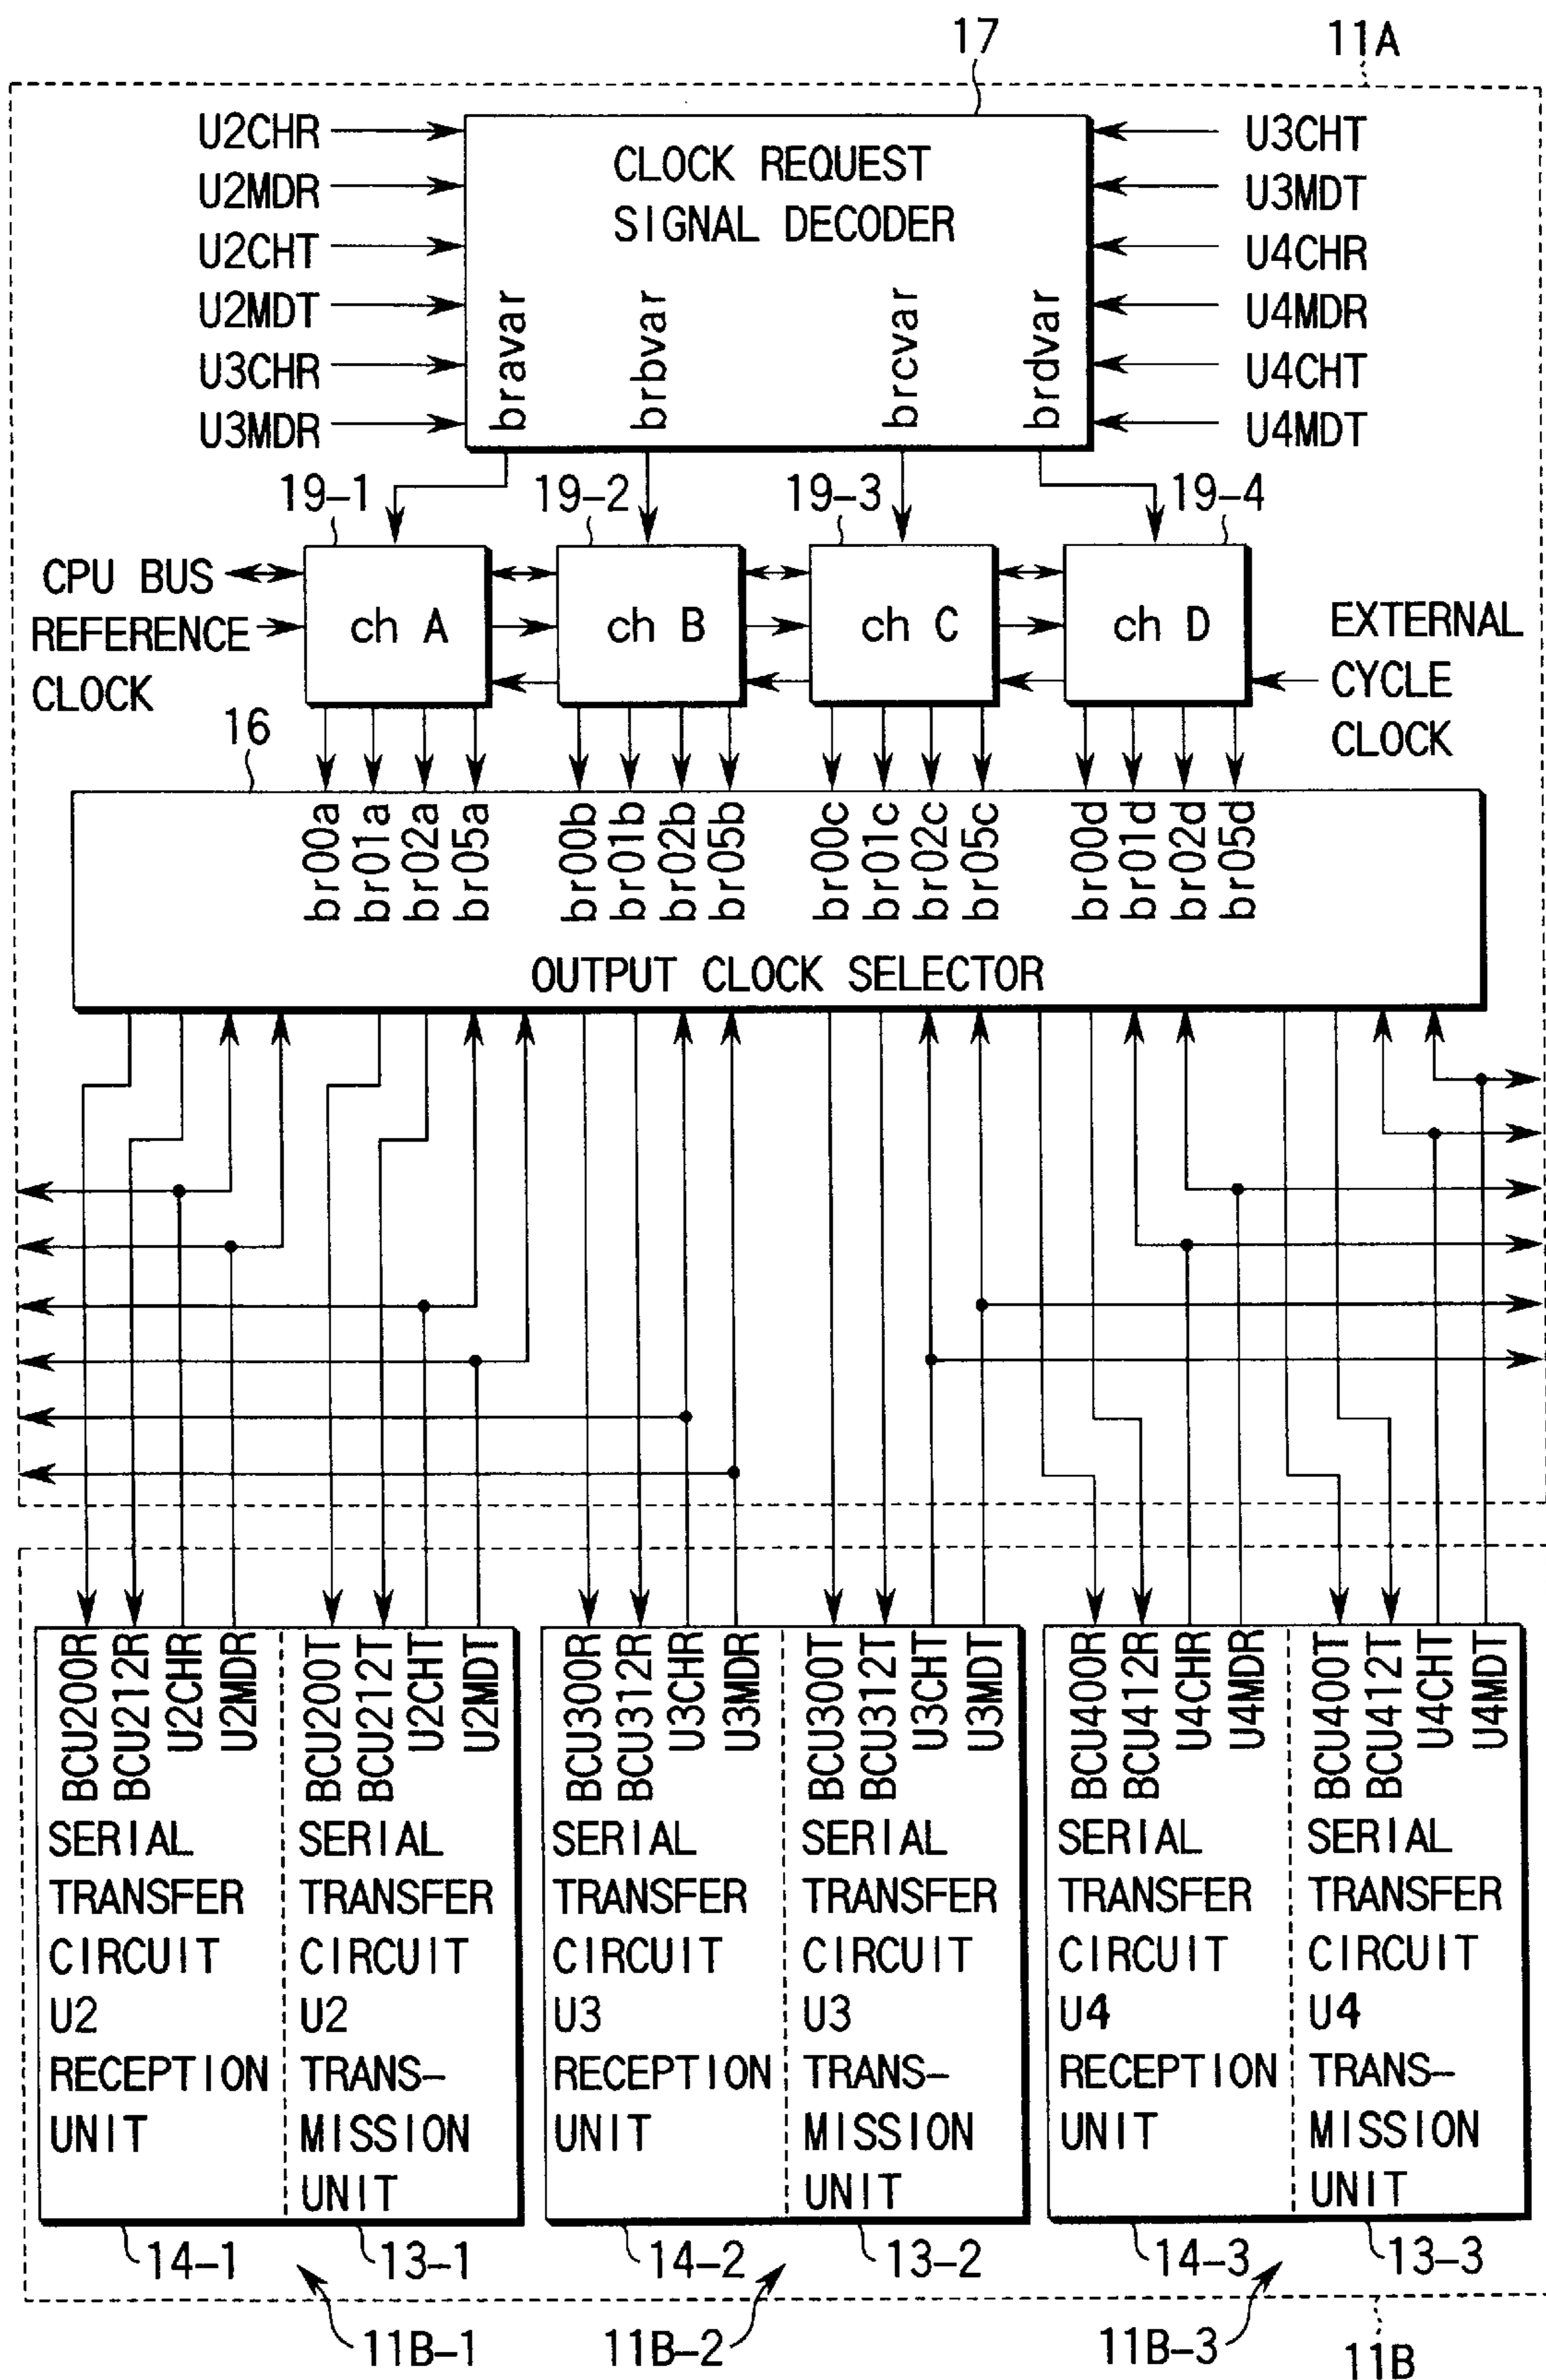 17
11A
U2CHR
U2MDR
U2CHT
U2MDT
U3CHR
U3MDR
CLOCK REQUEST
SIGNAL DECODER
bravar
brbvar
brcvar
brdvar
U3CHT
U3MDT
U4CHR
U4MDR
U4CHT
U4MDT
19-1
19-2
19-3
19-4
CPU BUS
REFERENCE
CLOCK
ch A
ch B
ch C
ch D
EXTERNAL
CYCLE
CLOCK
16
br00a
br01a
br02a
br05a
br00b
br01b
br02b
br05b
br00c
br01c
br02c
br05c
br00d
br01d
br02d
br05d
OUTPUT CLOCK SELECTOR
BCU200R
BCU212R
U2CHR
U2MDR
BCU200T
BCU212T
U2CHT
U2MDT
BCU300R
BCU312R
U3CHR
U3MDR
BCU300T
BCU312T
U3CHT
U3MDT
BCU400R
BCU412R
U4CHR
U4MDR
BCU400T
BCU412T
U4CHT
U4MDT
SERIAL
TRANSFER
CIRCUIT
U2
RECEPTION
UNIT
SERIAL
TRANSFER
CIRCUIT
U2
TRANS-
MISSION
UNIT
SERIAL
TRANSFER
CIRCUIT
U3
RECEPTION
UNIT
SERIAL
TRANSFER
CIRCUIT
U3
TRANS-
MISSION
UNIT
SERIAL
TRANSFER
CIRCUIT
U4
RECEPTION
UNIT
SERIAL
TRANSFER
CIRCUIT
U4
TRANS-
MISSION
UNIT
14-1
13-1
14-2
13-2
14-3
13-3
11B-1
11B-2
11B-3
11B